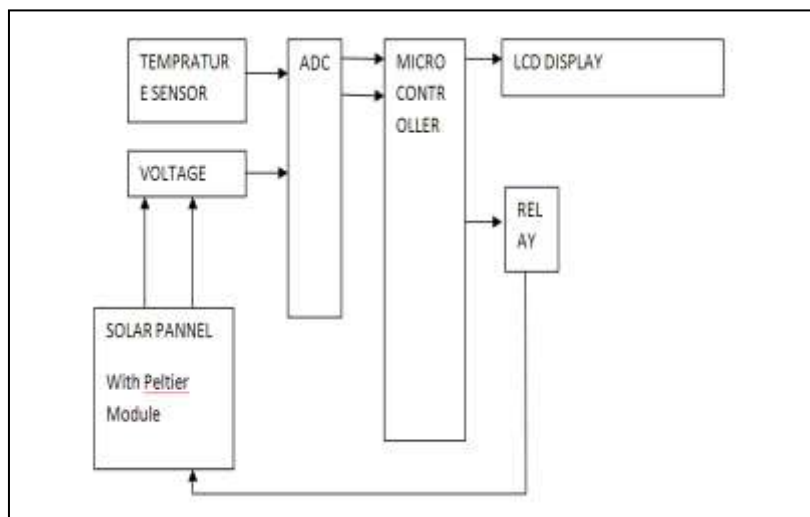 TEMPRATUR
E SENSOR
ADC
MICRO
CONTR
OLLER
LCD DISPLAY
VOLTAGE
REL
AY
SOLAR PANNEL
With Peltier
Module